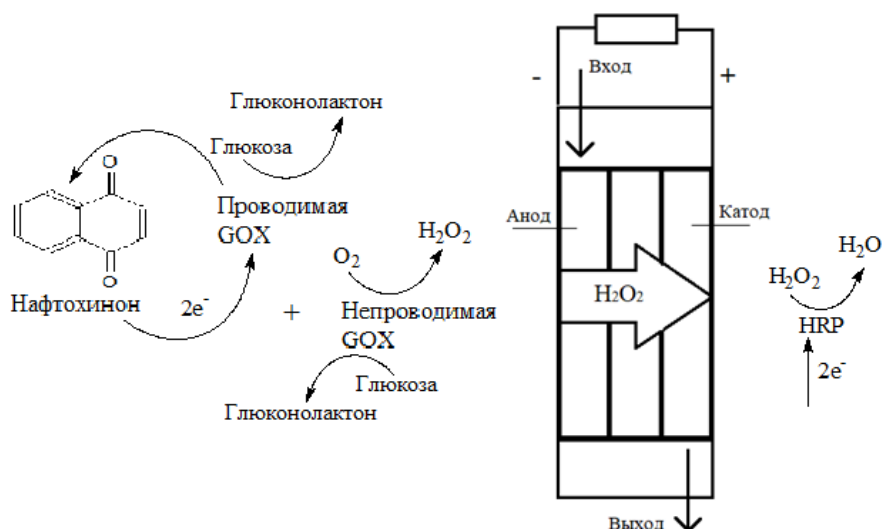 Глюконолактон
Глюкоза
O
O
Нафтохинон
2e⁻
Проводимая
GOX
+
O₂
H₂O₂
Непроводимая
GOX
Глюкоза
Глюконолактон
-
Вход
+
Анод
Катод
H₂O₂
Выход
H₂O₂
H₂O
HRP
2e⁻